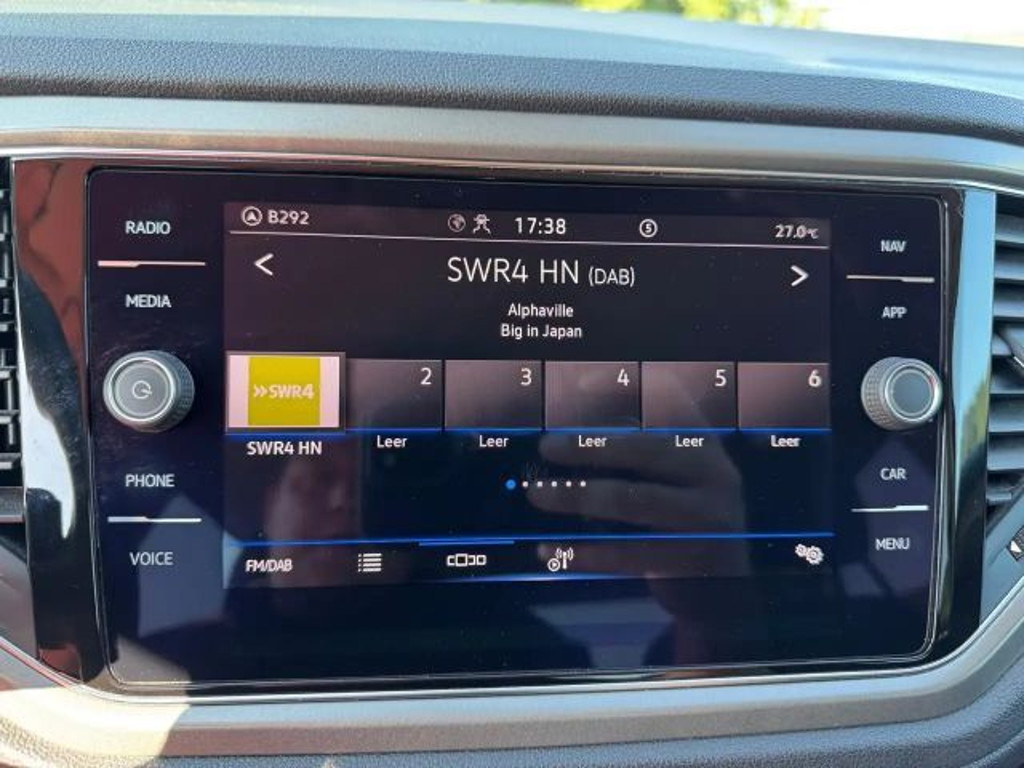 RADIO
MEDIA
PHONE
VOICE
B292 17:38 5 27.0°C
< SWR4 HN (DAB) >
Alphaville
Big in Japan
»SWR4 2 3 4 5 6
SWR4 HN Leer Leer Leer Leer Leer
FM/DAB
NAV
APP
CAR
MENU